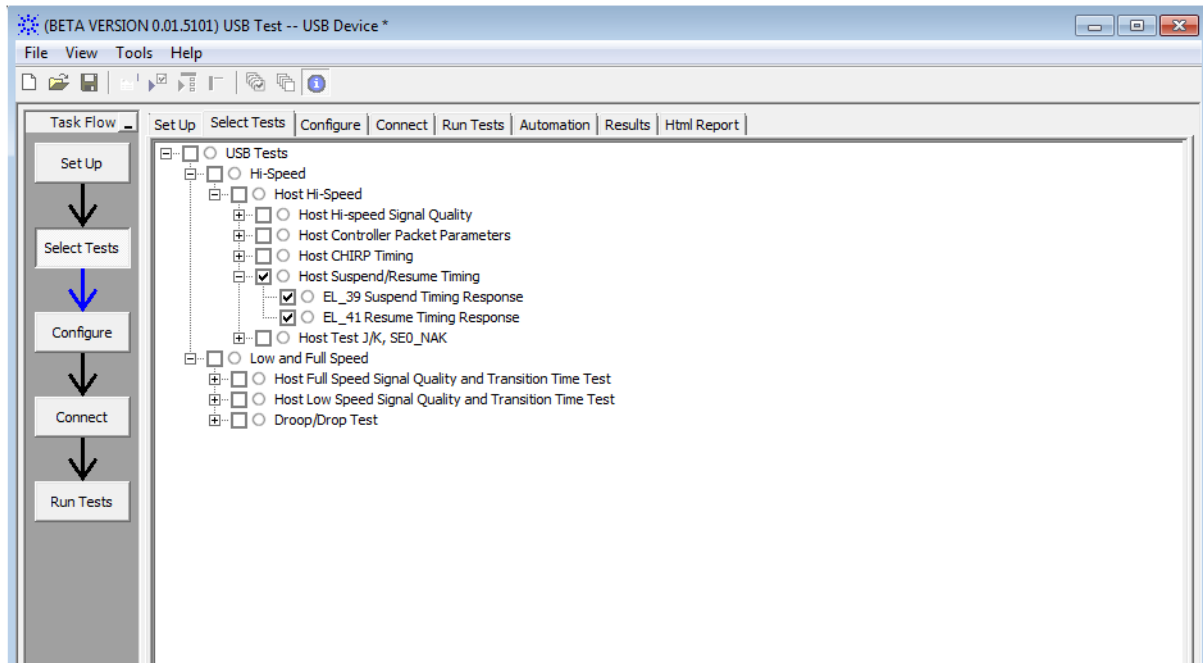 (BETA VERSION 0.01.5101) USB Test -- USB Device *
File View Tools Help
Task Flow
Set Up Select Tests Configure Connect Run Tests Automation Results Html Report
Set Up
Select Tests
Configure
Connect
Run Tests
USB Tests
Hi-Speed
Host Hi-Speed
Host Hi-speed Signal Quality
Host Controller Packet Parameters
Host CHIRP Timing
Host Suspend/Resume Timing
EL_39 Suspend Timing Response
EL_41 Resume Timing Response
Host Test J/K, SE0_NAK
Low and Full Speed
Host Full Speed Signal Quality and Transition Time Test
Host Low Speed Signal Quality and Transition Time Test
Droop/Drop Test